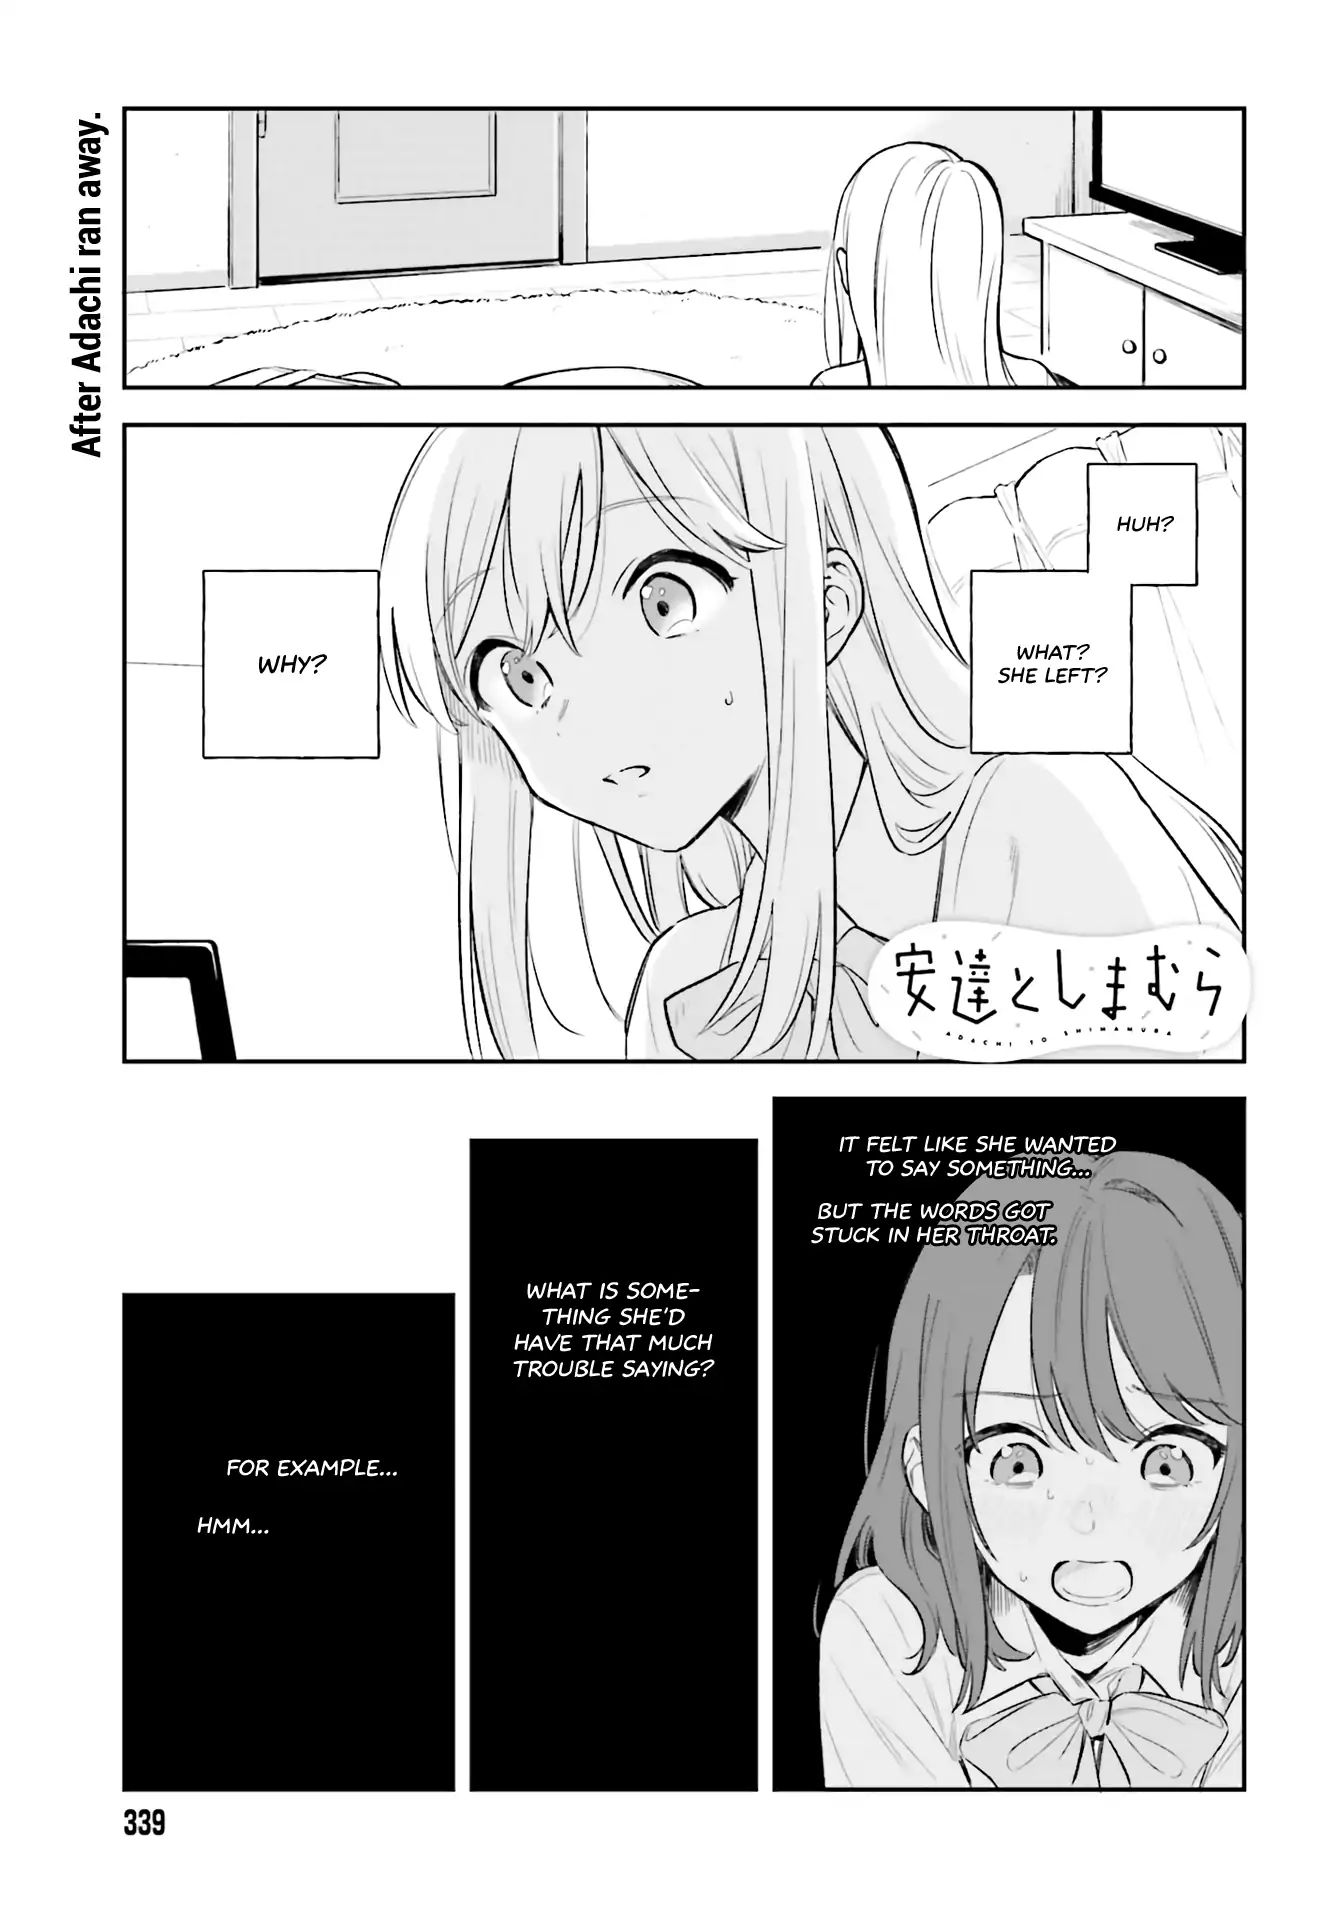 After Adachi ran away.
HUH?
WHAT?
SHE LEFT?
WHY?
安達としまむら
ADACHI TO SHIMAMURA
IT FELT LIKE SHE WANTED
TO SAY SOMETHING...
BUT THE WORDS GOT
STUCK IN HER THROAT.
WHAT IS SOME-
THING SHE'D
HAVE THAT MUCH
TROUBLE SAYING?
FOR EXAMPLE...
HMM...
339